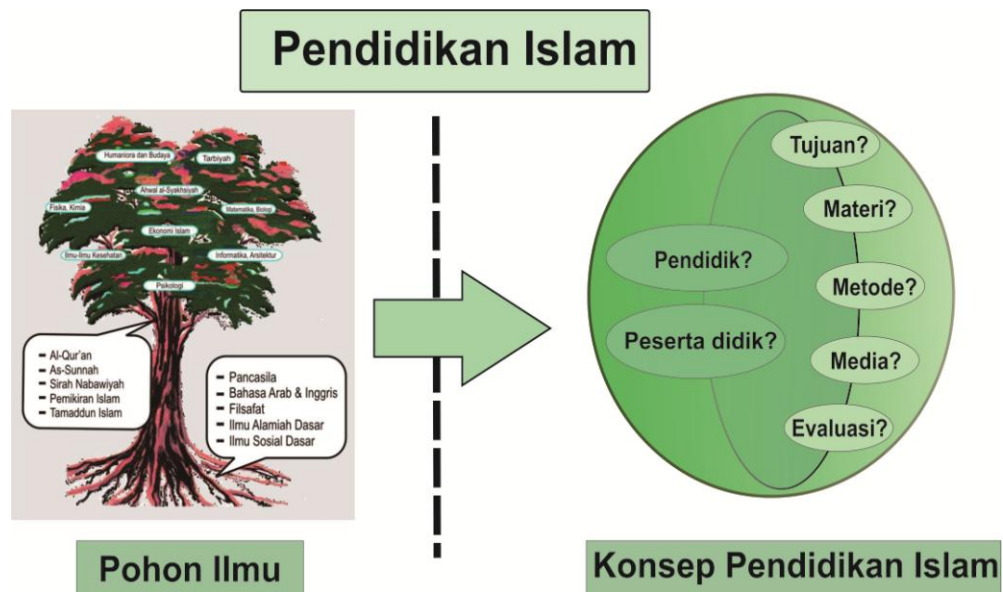 Pendidikan Islam
Humaniora dan Budaya
Tarbiyah
Ahwal al-Syakhsiyah
Fisika, Kimia
Matematika, Biologi
Ekonomi Islam
Ilmu-Ilmu Kesehatan
Informatika, Arsitektur
Psikologi
- Al-Qur'an
- As-Sunnah
- Sirah Nabawiyah
- Pemikiran Islam
- Tamaddun Islam
- Pancasila
- Bahasa Arab & Inggris
- Filsafat
- Ilmu Alamiah Dasar
- Ilmu Sosial Dasar
Pohon Ilmu
Tujuan?
Materi?
Pendidik?
Metode?
Peserta didik?
Media?
Evaluasi?
Konsep Pendidikan Islam